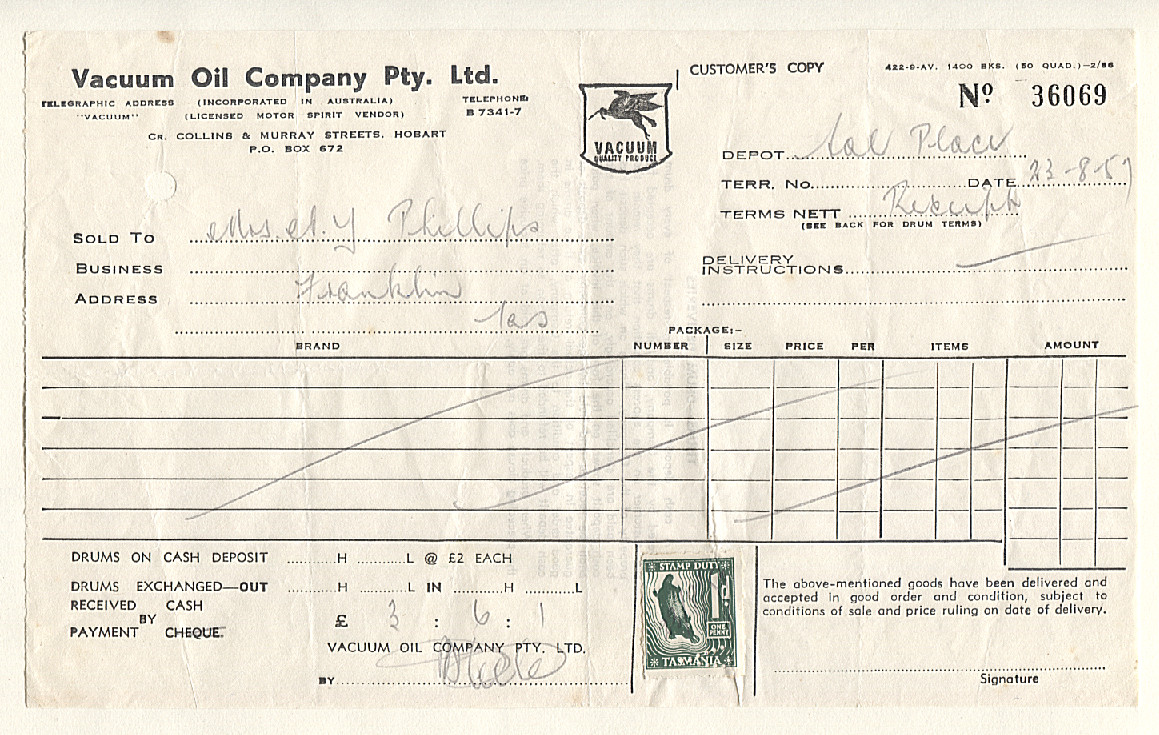 Vacuum Oil Company Pty. Ltd.
TELEGRAPHIC ADDRESS (INCORPORATED IN AUSTRALIA) TELEPHONE
"VACUUM" (LICENSED MOTOR SPIRIT VENDOR) B 7341-7
CR. COLLINS & MURRAY STREETS. HOBART
P.O. BOX 672
VACUUM
QUALITY PRODUCT
CUSTOMER'S COPY
422-9-AV. 1400 BKS. (50 QUAD.)—2/56
Nº 36069
DEPOT Place
TERR. No. DATE 23-8-57
TERMS NETT
(SEE BACK FOR DRUM TERMS)
DELIVERY
INSTRUCTIONS
SOLD TO Phillips
BUSINESS
ADDRESS Franklin
Tas
PACKAGE:-
BRAND NUMBER SIZE PRICE PER ITEMS AMOUNT
DRUMS ON CASH DEPOSIT H L @ £2 EACH
DRUMS EXCHANGED—OUT H L IN H L
RECEIVED CASH
BY £ 3 : 6 : 1
PAYMENT CHEQUE.
VACUUM OIL COMPANY PTY. LTD.
BY
STAMP DUTY
1d
ONE PENNY
TASMANIA
The above-mentioned goods have been delivered and
accepted in good order and condition, subject to
conditions of sale and price ruling on date of delivery.
Signature